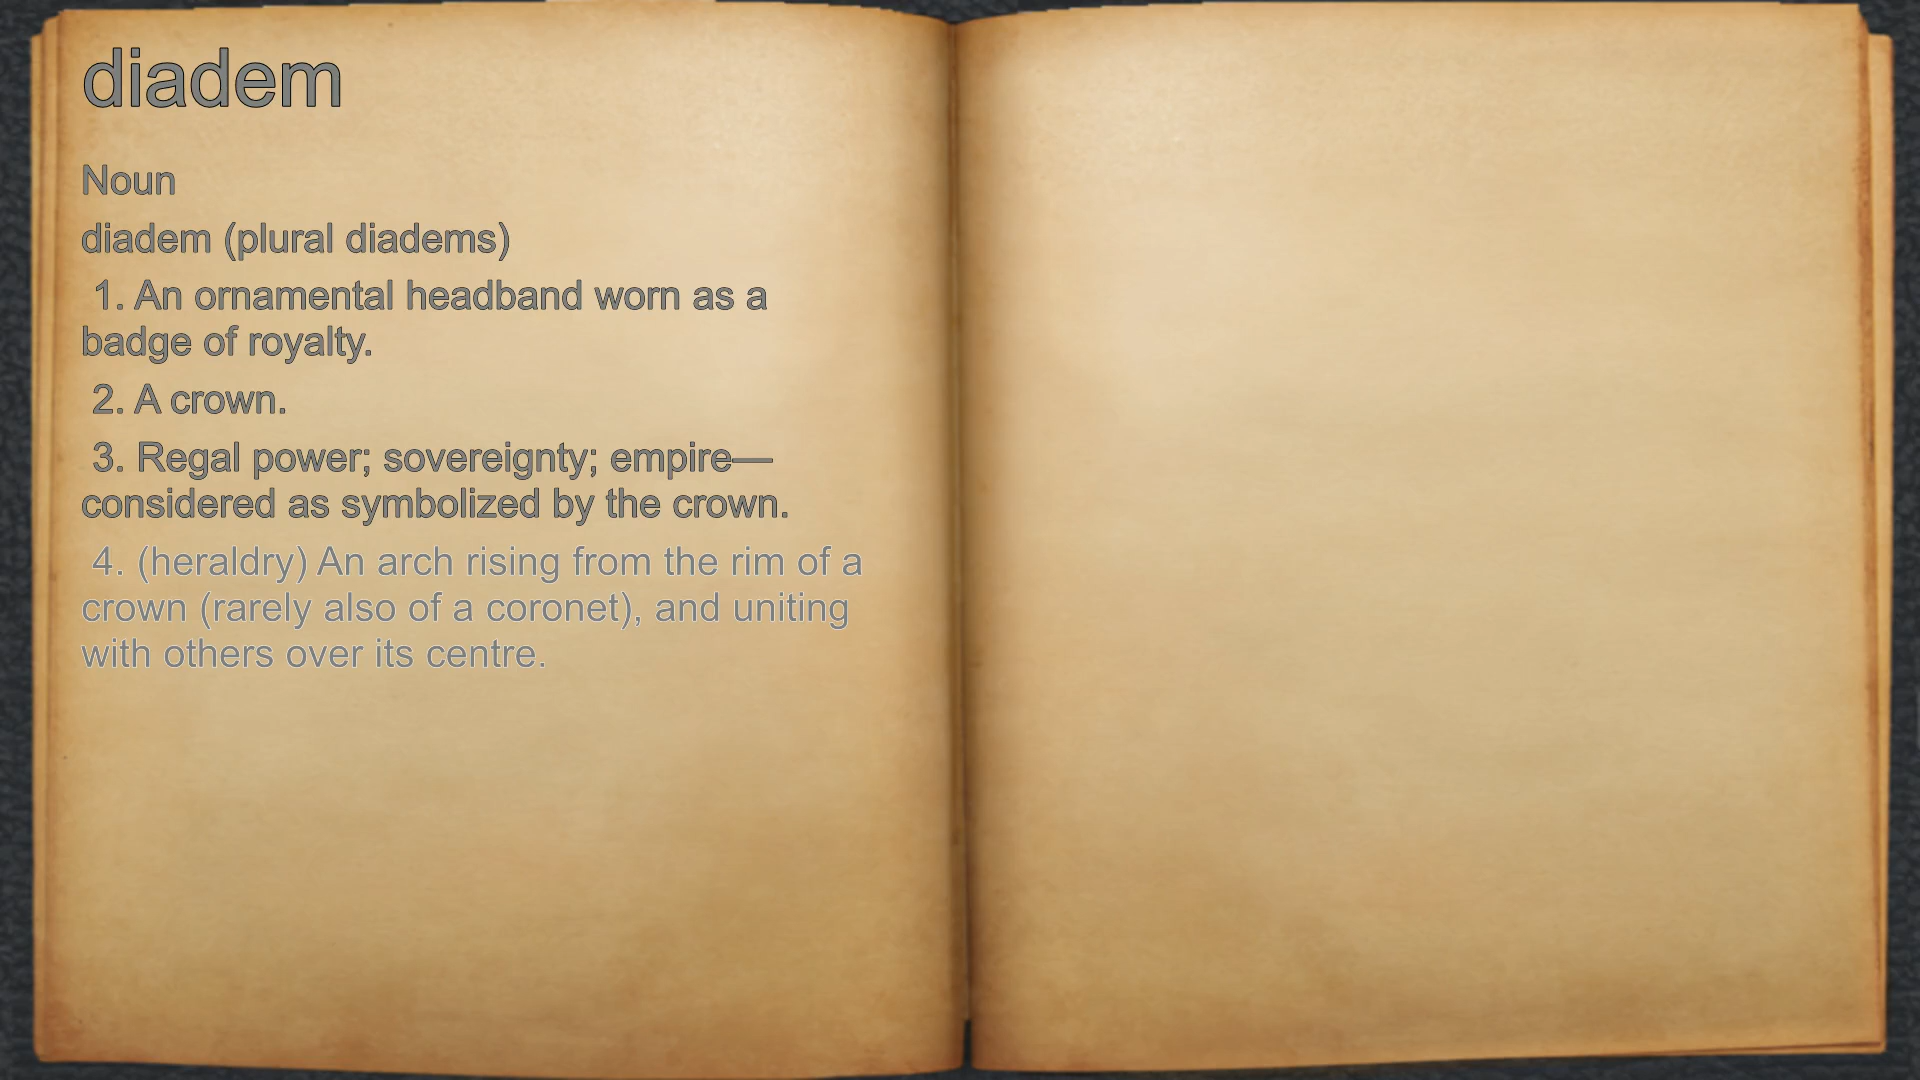 diadem
Noun
diadem (plural diadems)
1. An ornamental headband worn as a
badge of royalty.
2. A crown.
3. Regal power; sovereignty; empire—
considered as symbolized by the crown.
4. (heraldry) An arch rising from the rim of a
crown (rarely also of a coronet), and uniting
with others over its centre.